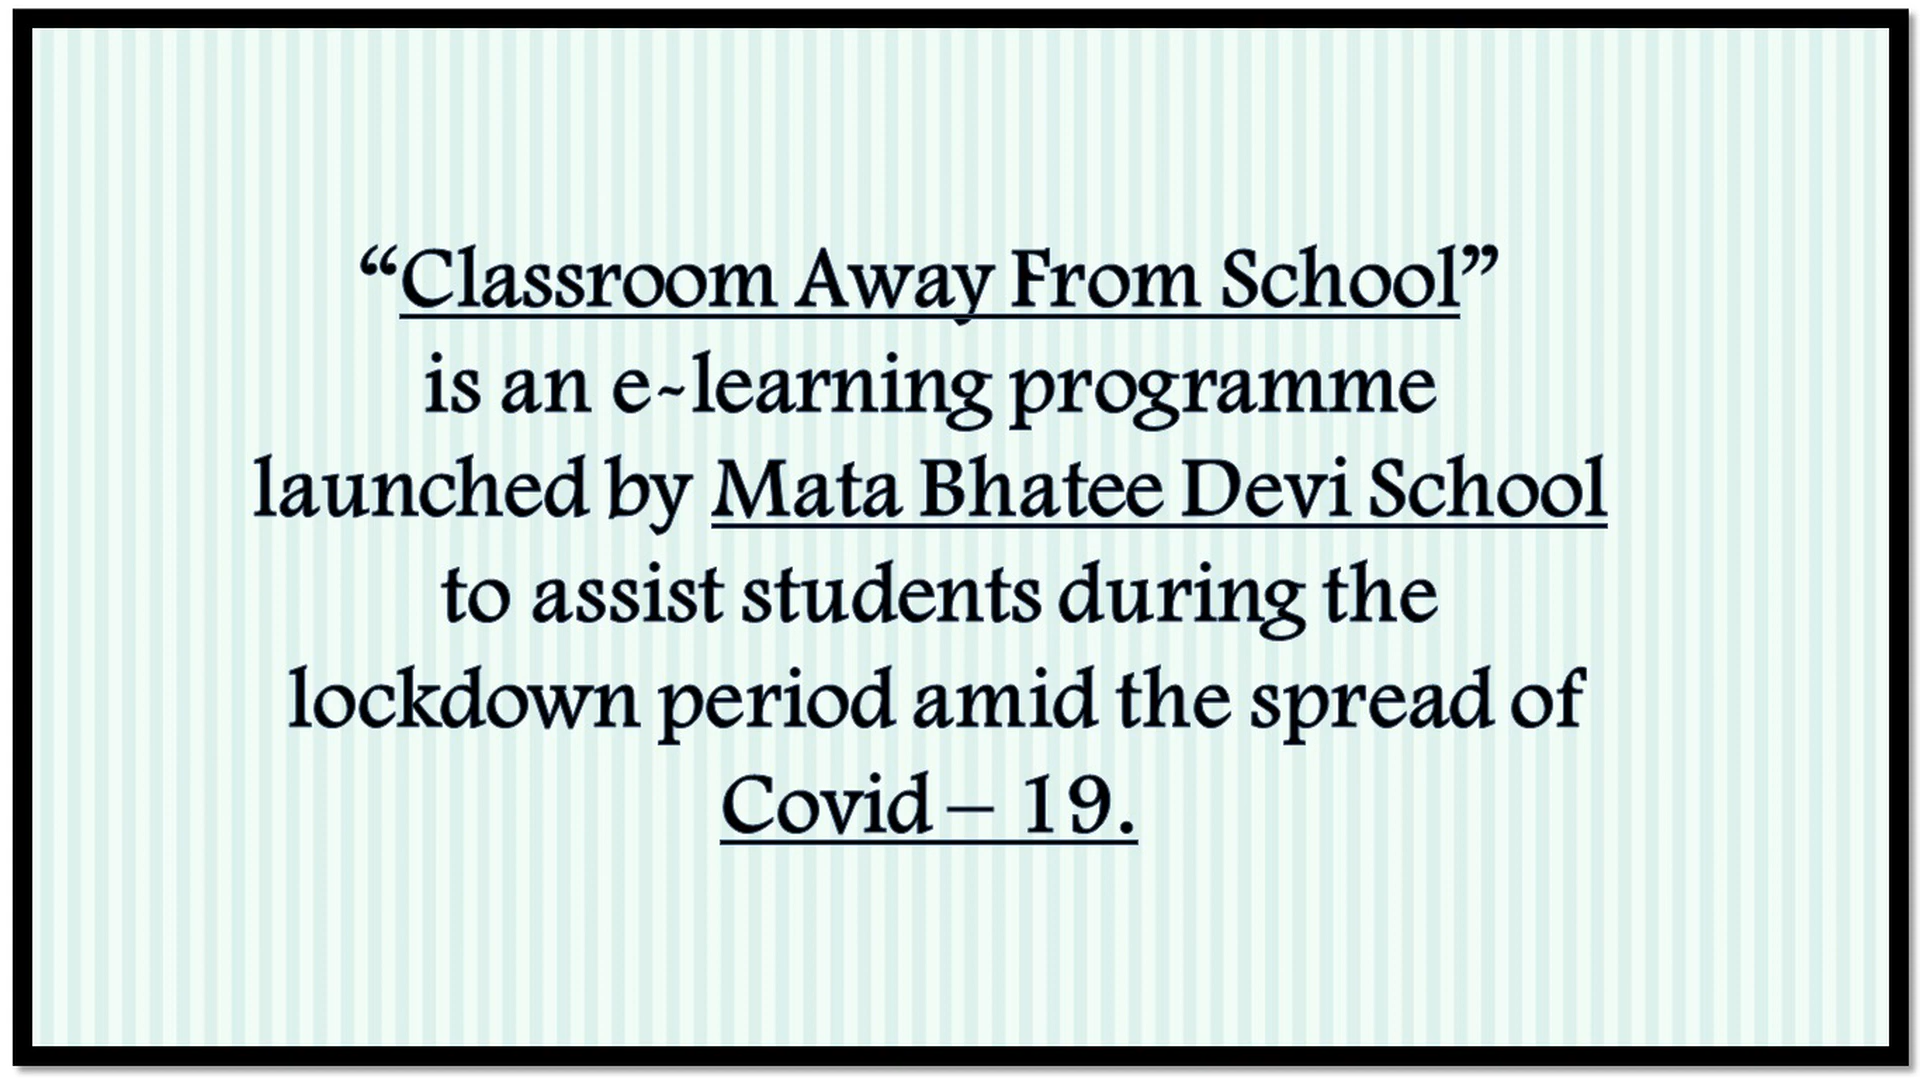 “Classroom Away From School”
is an e-learning programme
launched by Mata Bhatee Devi School
to assist students during the
lockdown period amid the spread of
Covid – 19.